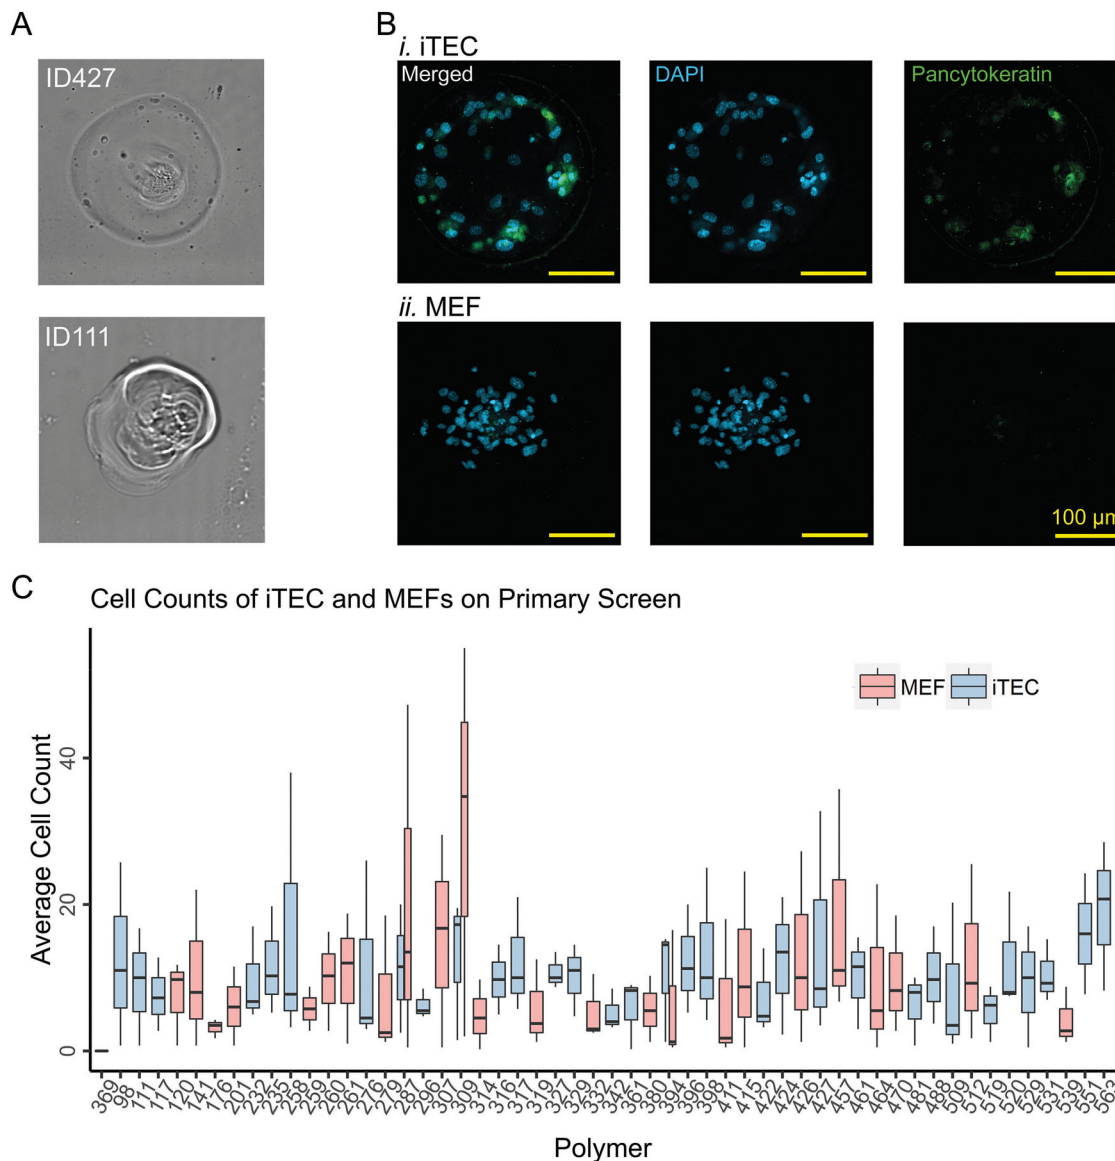 A
B
i. iTEC
ID427
Merged
DAPI
Pancytokeratin
ii. MEF
ID111
100 µm
C
Cell Counts of iTEC and MEFs on Primary Screen
MEF
iTEC
Average Cell Count
40
20
0
369 98 111 117 120 141 176 201 232 235 258 259 260 261 276 279 287 296 307 309 314 316 317 319 327 329 332 342 361 380 394 396 398 411 415 422 424 426 427 457 461 464 470 481 488 509 512 519 520 529 531 539 551 563
Polymer